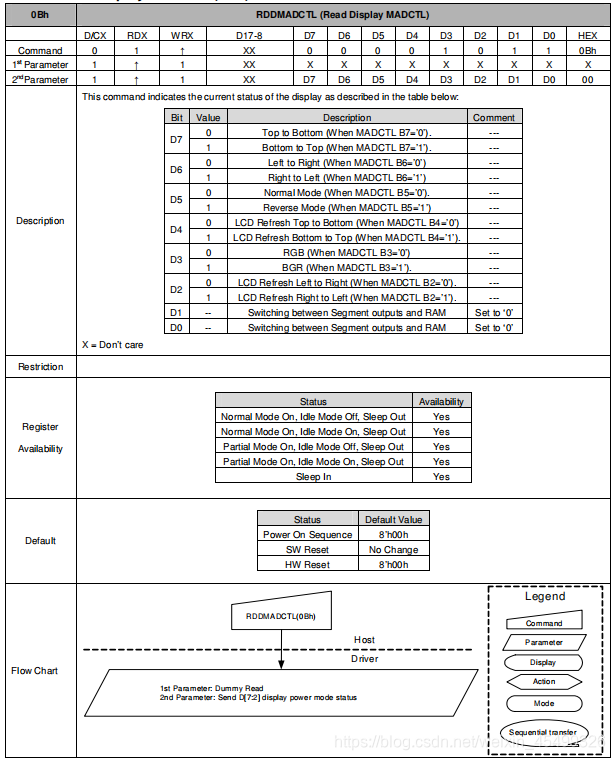 0Bh RDDMADCTL (Read Display MADCTL)
D/CX RDX WRX D17-8 D7 D6 D5 D4 D3 D2 D1 D0 HEX
Command 0 1 ↑ XX 0 0 0 0 1 0 1 1 0Bh
1st Parameter 1 ↑ 1 XX X X X X X X X X X
2nd Parameter 1 ↑ 1 XX D7 D6 D5 D4 D3 D2 D1 D0 00
Description
This command indicates the current status of the display as described in the table below:
Bit Value Description Comment
D7 0 Top to Bottom (When MADCTL B7='0'). ---
1 Bottom to Top (When MADCTL B7='1'). ---
D6 0 Left to Right (When MADCTL B6='0') ---
1 Right to Left (When MADCTL B6='1') ---
D5 0 Normal Mode (When MADCTL B5='0'). ---
1 Reverse Mode (When MADCTL B5='1') ---
D4 0 LCD Refresh Top to Bottom (When MADCTL B4='0') ---
1 LCD Refresh Bottom to Top (When MADCTL B4='1'). ---
D3 0 RGB (When MADCTL B3='0') ---
1 BGR (When MADCTL B3='1'). ---
D2 0 LCD Refresh Left to Right (When MADCTL B2='0'). ---
1 LCD Refresh Right to Left (When MADCTL B2='1'). ---
D1 -- Switching between Segment outputs and RAM Set to '0'
D0 -- Switching between Segment outputs and RAM Set to '0'
X = Don't care
Restriction
Register
Availability
Status Availability
Normal Mode On, Idle Mode Off, Sleep Out Yes
Normal Mode On, Idle Mode On, Sleep Out Yes
Partial Mode On, Idle Mode Off, Sleep Out Yes
Partial Mode On, Idle Mode On, Sleep Out Yes
Sleep In Yes
Default
Status Default Value
Power On Sequence 8'h00h
SW Reset No Change
HW Reset 8'h00h
Flow Chart
RDDMADCTL(0Bh)
Host
Driver
1st Parameter: Dummy Read
2nd Parameter: Send D[7:2] display power mode status
Legend
Command
Parameter
Display
Action
Mode
Sequential transfer